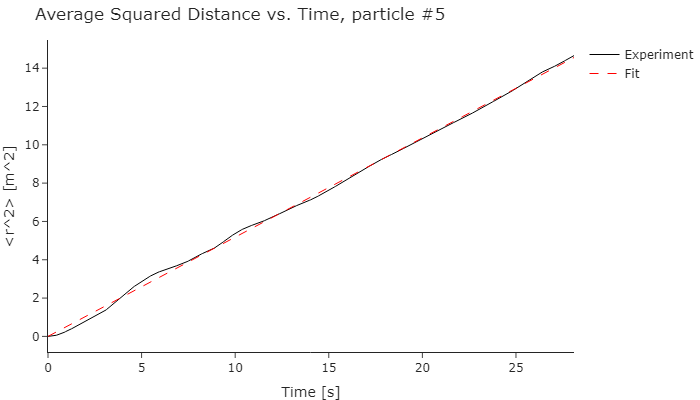 Average Squared Distance vs. Time, particle #5
Experiment
Fit
14
12
10
8
6
4
2
0
<r^2> [m^2]
0 5 10 15 20 25
Time [s]